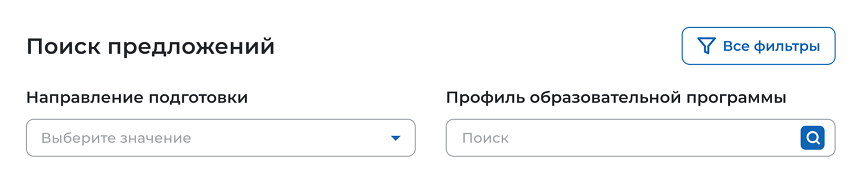 Поиск предложений
Все фильтры
Направление подготовки
Профиль образовательной программы
Выберите значение
Поиск